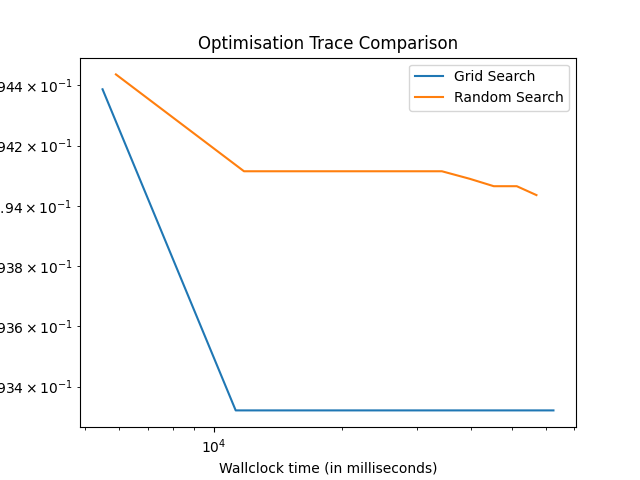 Optimisation Trace Comparison
Grid Search
Random Search
944 × 10⁻¹
942 × 10⁻¹
.94 × 10⁻¹
938 × 10⁻¹
936 × 10⁻¹
934 × 10⁻¹
10⁴
Wallclock time (in milliseconds)